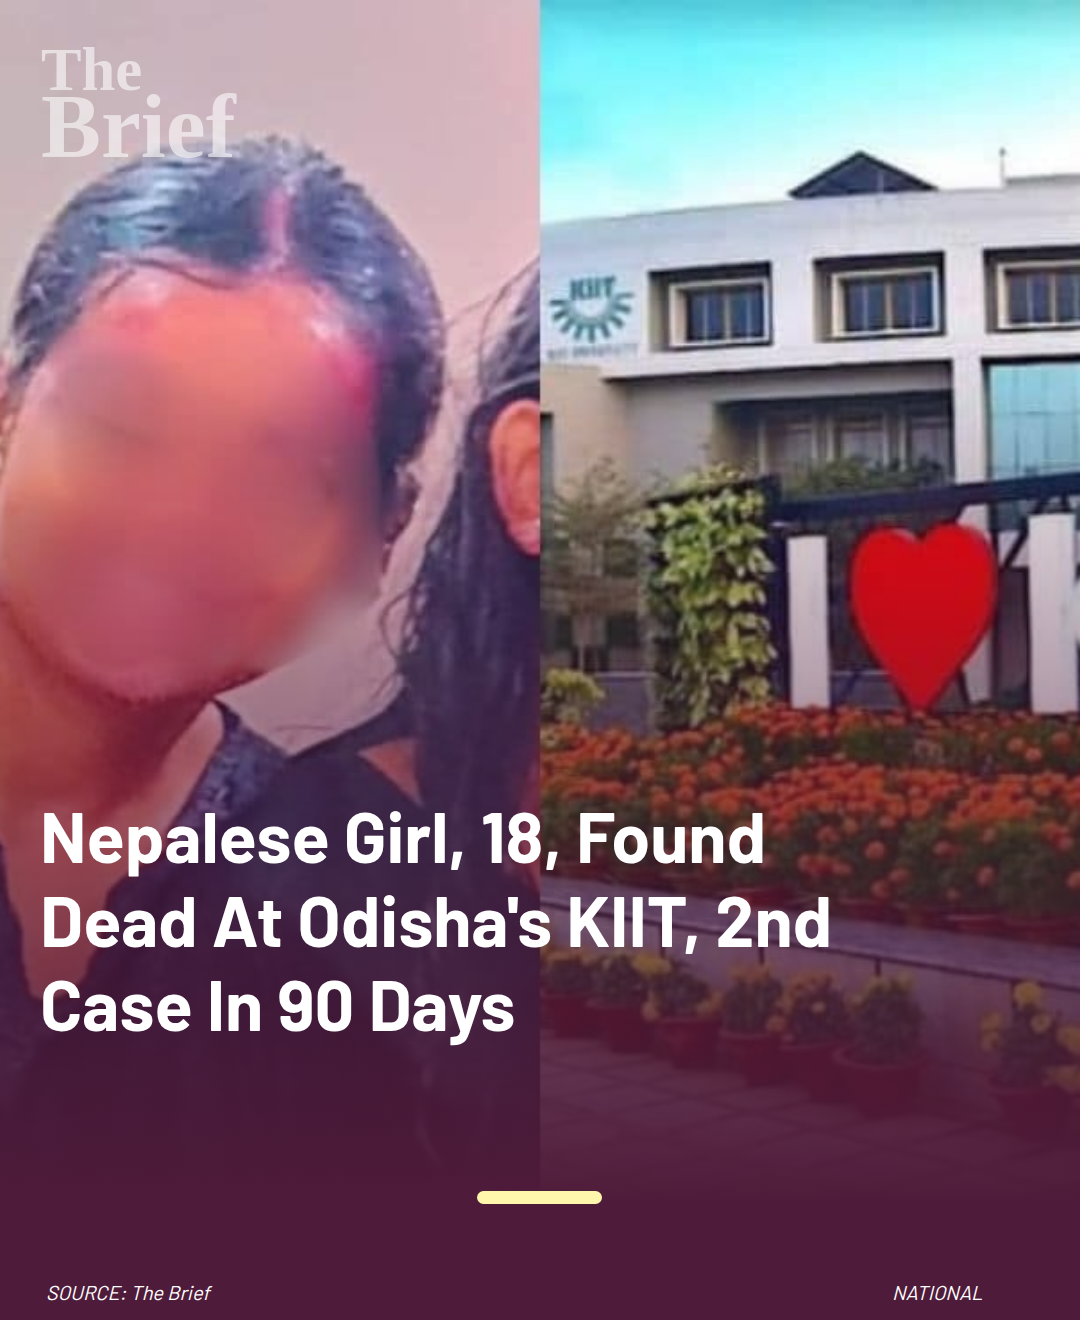 The
Brief
KIIT
I
Nepalese Girl, 18, Found
Dead At Odisha's KIIT, 2nd
Case In 90 Days
SOURCE: The Brief
NATIONAL